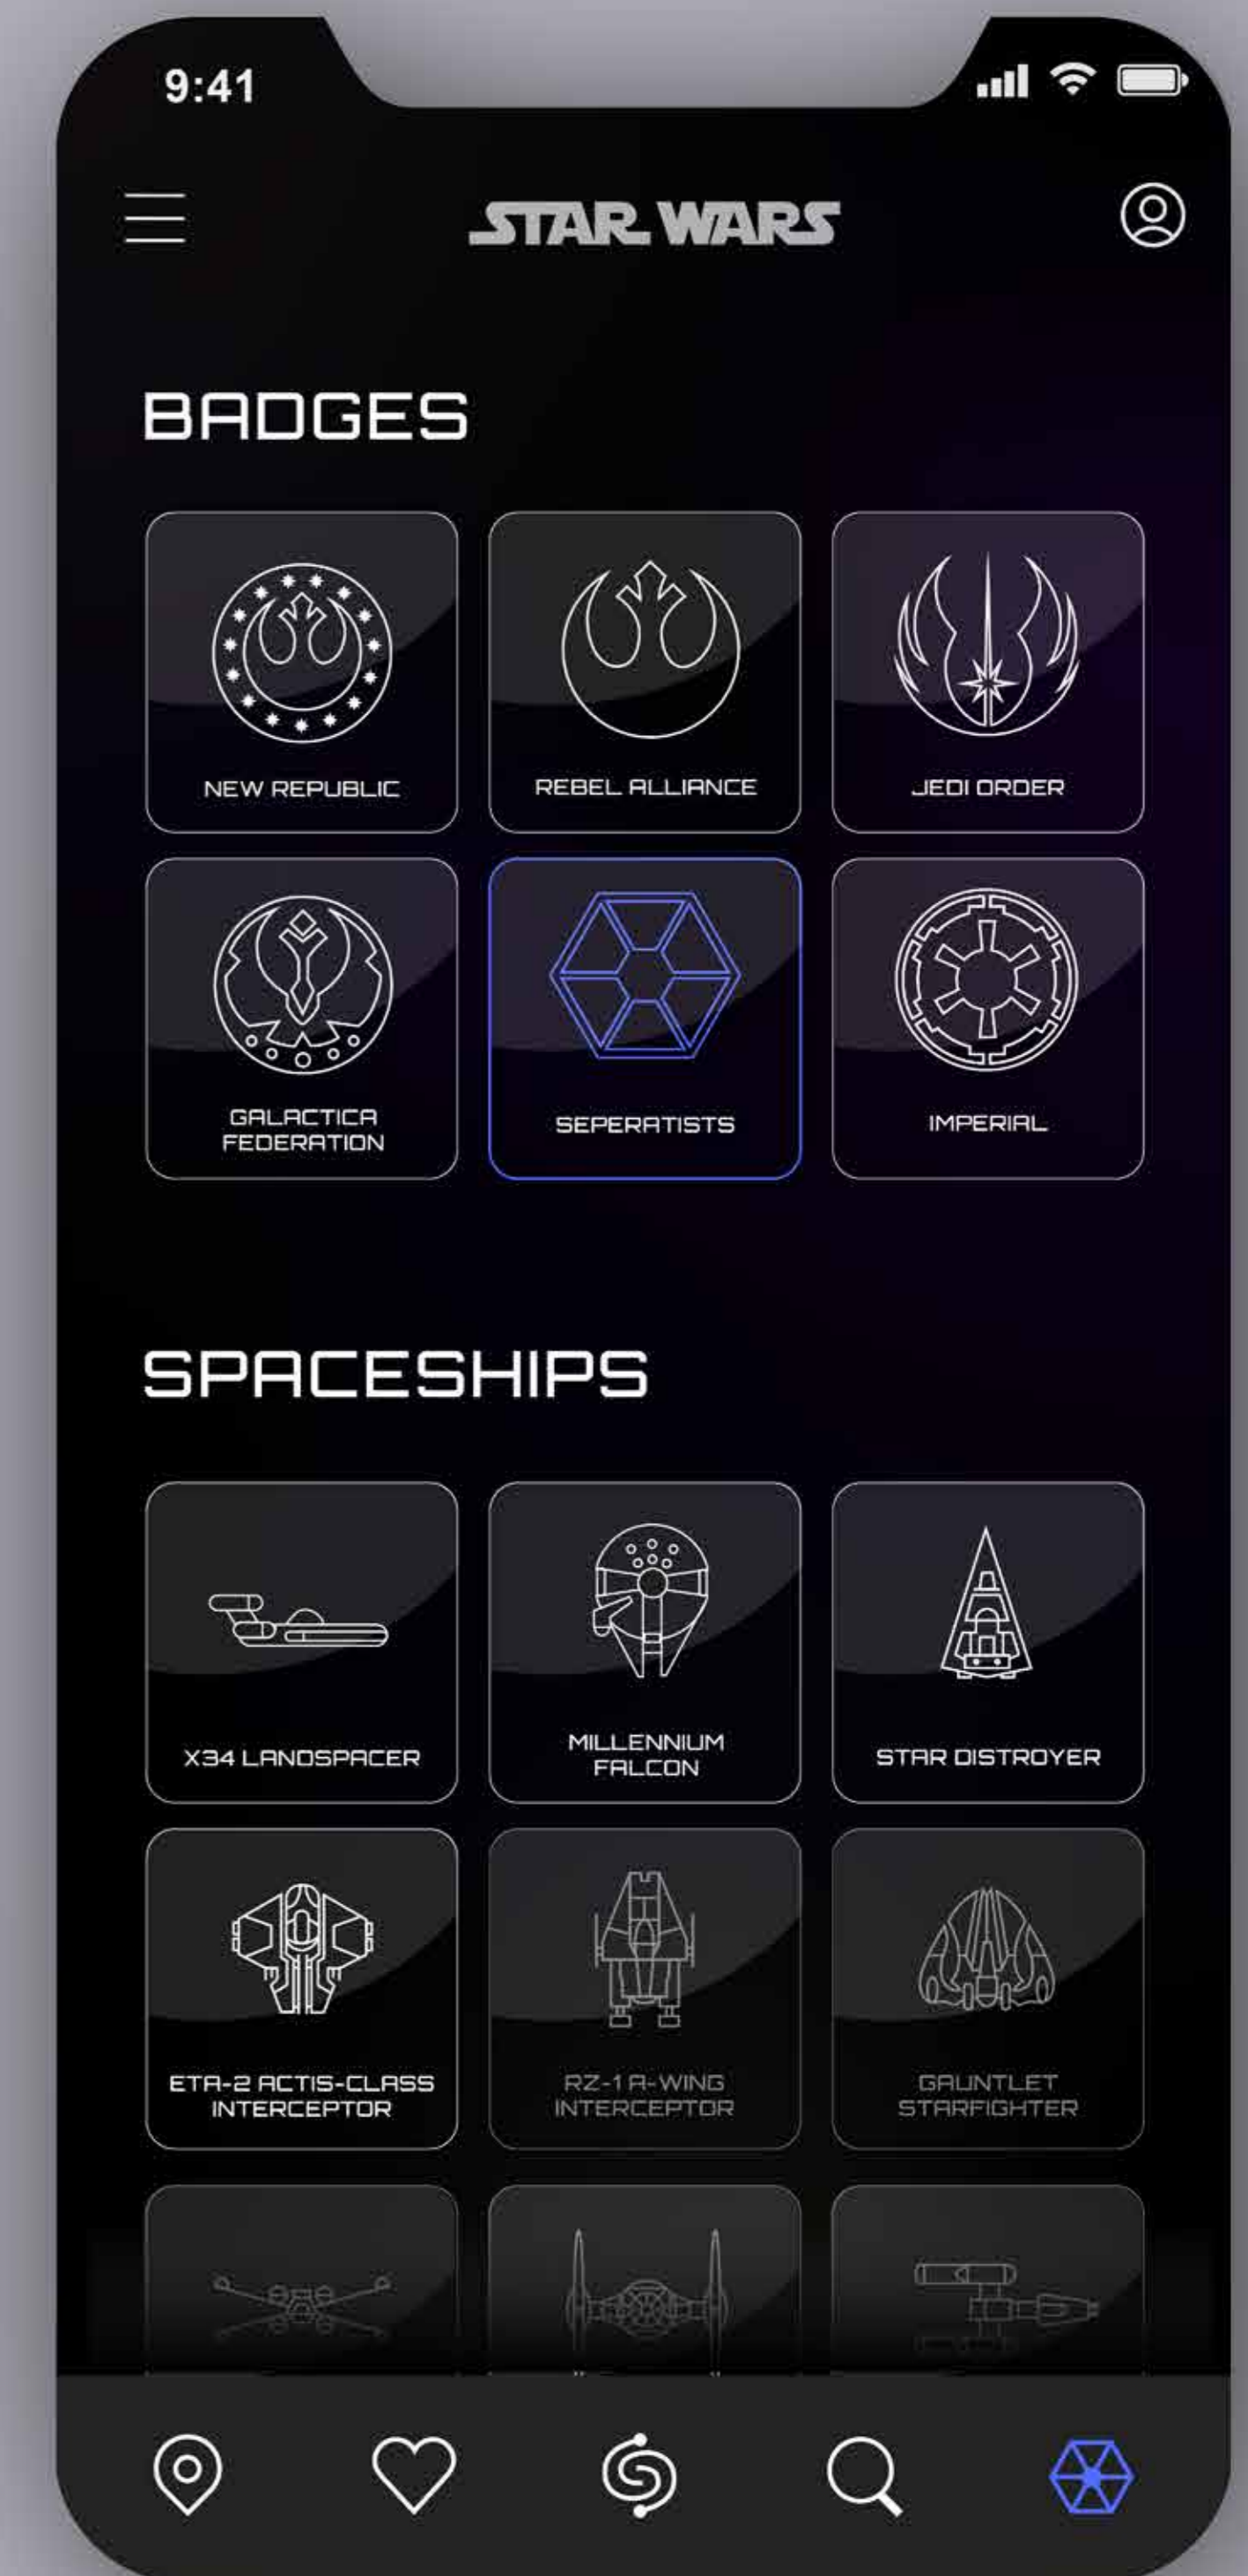 9:41
STAR WARS
BADGES
NEW REPUBLIC
REBEL ALLIANCE
JEDI ORDER
GALACTICA
FEDERATION
SEPERATISTS
IMPERIAL
SPACESHIPS
X34 LANDSPACER
MILLENNIUM
FALCON
STAR DISTROYER
ETA-2 ACTIS-CLASS
INTERCEPTOR
RZ-1 A-WING
INTERCEPTOR
GAUNTLET
STARFIGHTER